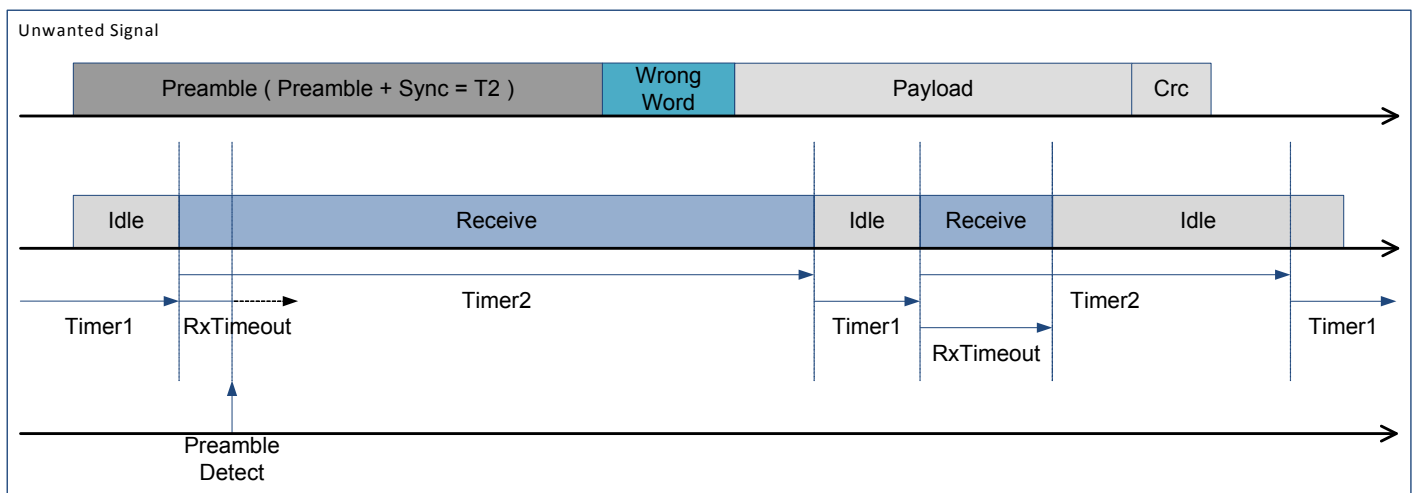 Unwanted Signal
Preamble ( Preamble + Sync = T2 )
Wrong
Word
Payload
Crc
Idle
Receive
Idle
Receive
Idle
Timer2
Timer2
Timer1
RxTimeout
Timer1
Timer1
RxTimeout
Preamble
Detect